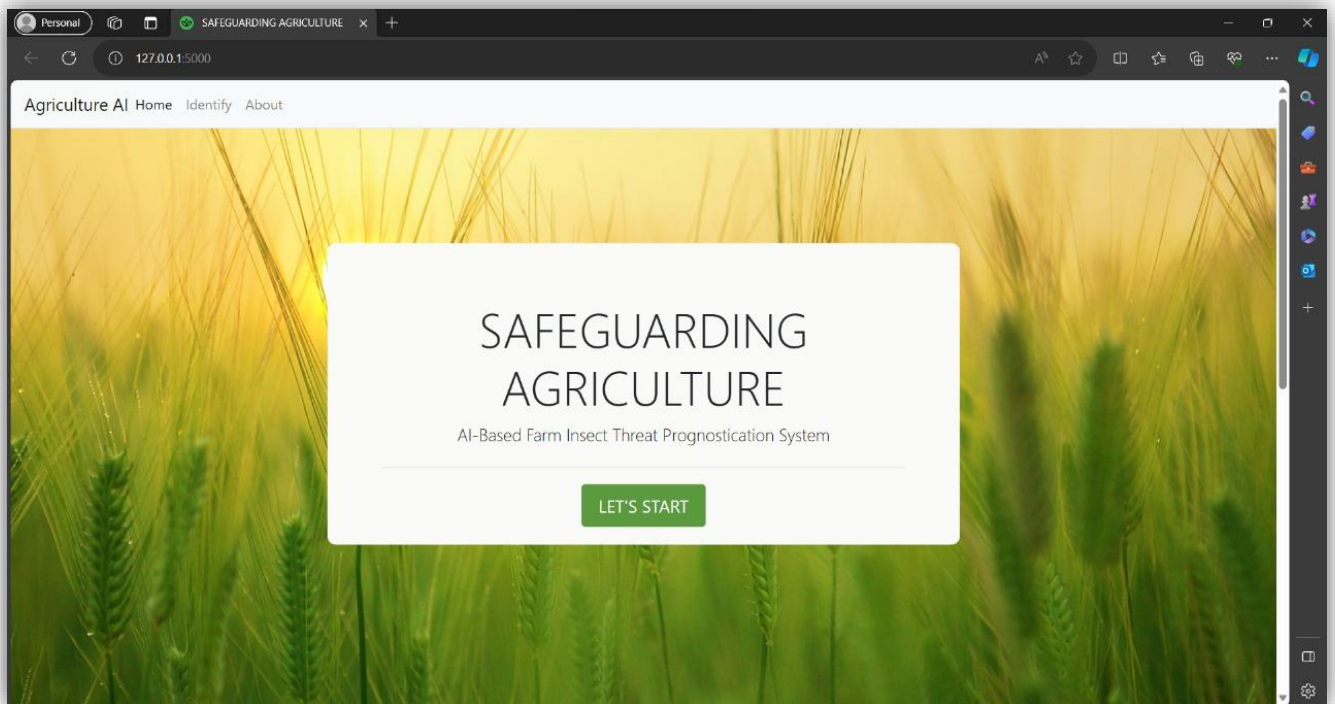 Personal
SAFEGUARDING AGRICULTURE
127.0.0.1:5000
Agriculture AI Home Identify About
SAFEGUARDING
AGRICULTURE
AI-Based Farm Insect Threat Prognostication System
LET'S START